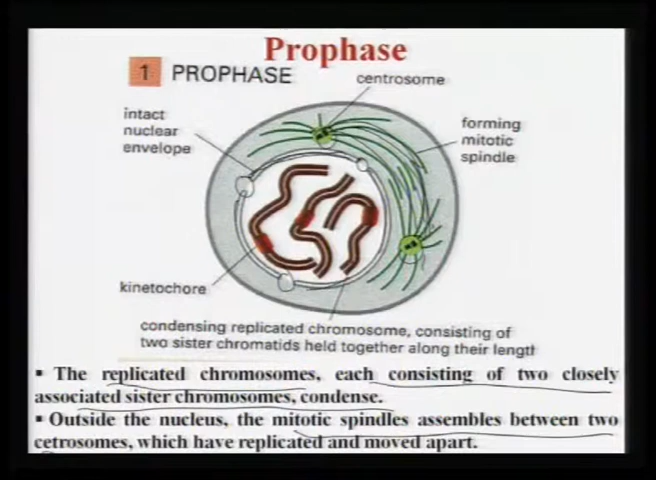 Prophase
1 PROPHASE
centrosome
intact
nuclear
envelope
forming
mitotic
spindle
kinetochore
condensing replicated chromosome, consisting of
two sister chromatids held together along their lengt
▪ The replicated chromosomes, each consisting of two closely
associated sister chromosomes, condense.
▪ Outside the nucleus, the mitotic spindles assembles between two
cetrosomes, which have replicated and moved apart.